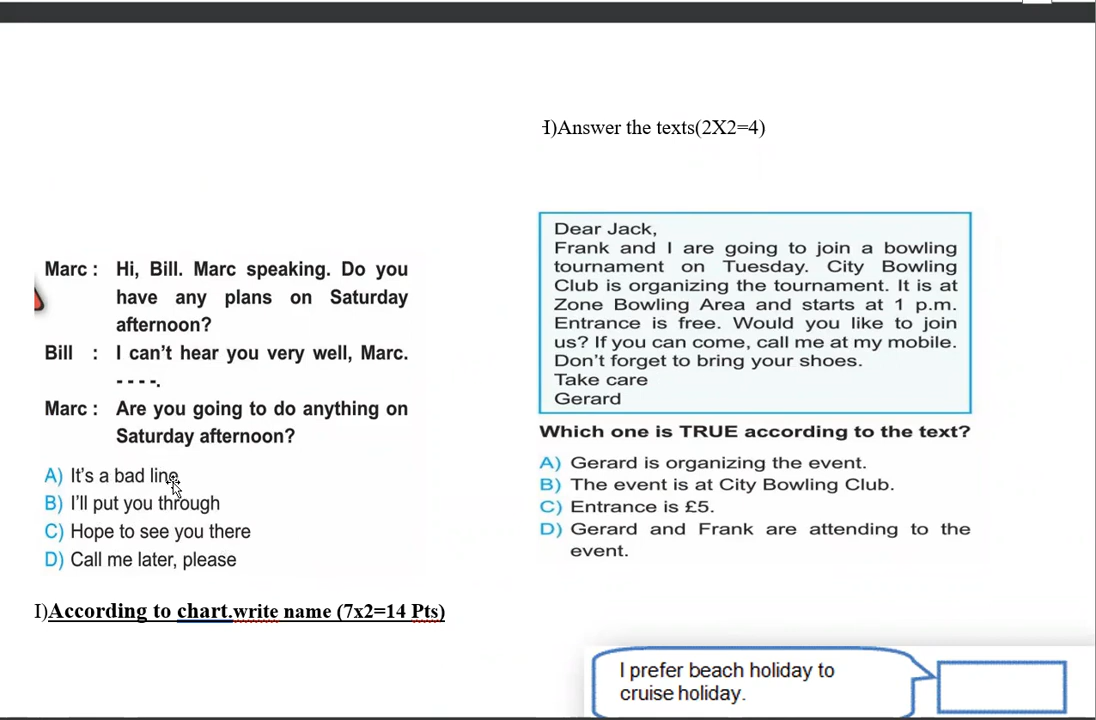 Marc : Hi, Bill. Marc speaking. Do you
have any plans on Saturday
afternoon?
Bill : I can't hear you very well, Marc.
- - - -.
Marc : Are you going to do anything on
Saturday afternoon?
A) It's a bad line
B) I'll put you through
C) Hope to see you there
D) Call me later, please
I)According to chart.write name (7x2=14 Pts)
I)Answer the texts(2X2=4)
Dear Jack,
Frank and I are going to join a bowling
tournament on Tuesday. City Bowling
Club is organizing the tournament. It is at
Zone Bowling Area and starts at 1 p.m.
Entrance is free. Would you like to join
us? If you can come, call me at my mobile.
Don't forget to bring your shoes.
Take care
Gerard
Which one is TRUE according to the text?
A) Gerard is organizing the event.
B) The event is at City Bowling Club.
C) Entrance is £5.
D) Gerard and Frank are attending to the
event.
I prefer beach holiday to
cruise holiday.